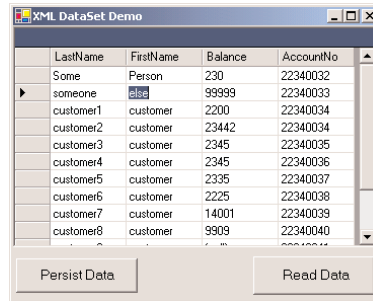 XML DataSet Demo
LastName FirstName Balance AccountNo
Some Person 230 22340032
someone else 99999 22340033
customer1 customer 2200 22340034
customer2 customer 23442 22340034
customer3 customer 2345 22340035
customer4 customer 2345 22340036
customer5 customer 2335 22340037
customer6 customer 2225 22340038
customer7 customer 14001 22340039
customer8 customer 9909 22340040
Persist Data Read Data